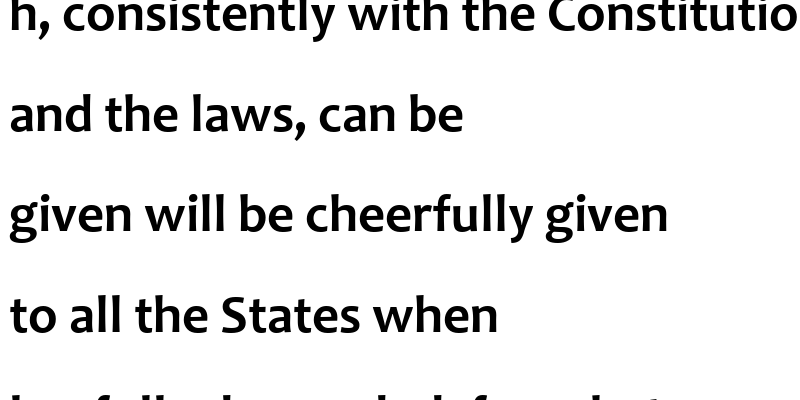 h, consistently with the Constitutio
and the laws, can be
given will be cheerfully given
to all the States when